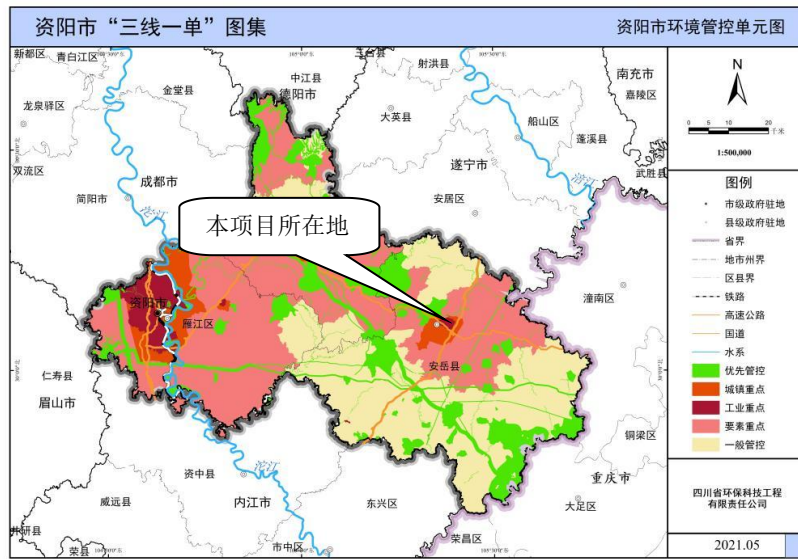 资阳市“三线一单”图集
资阳市环境管控单元图
新都区
青白江区
金堂县
中江县
德阳市
三台县
射洪县
南充市
嘉陵区
龙泉驿区
大英县
船山区
蓬溪县
双流区
成都市
遂宁市
武胜县
简阳市
安居区
本项目所在地
潼南区
资阳市
雁江区
安岳县
仁寿县
眉山市
铜梁区
重庆市
资中县
大足区
威远县
内江市
东兴区
井研县
荣县
市中区
荣昌区
N
0 5 10 20
千米
1:500,000
图例
市级政府驻地
县级政府驻地
省界
地市州界
区县界
铁路
高速公路
国道
水系
优先管控
城镇重点
工业重点
要素重点
一般管控
四川省环保科技工程
有限责任公司
2021.05